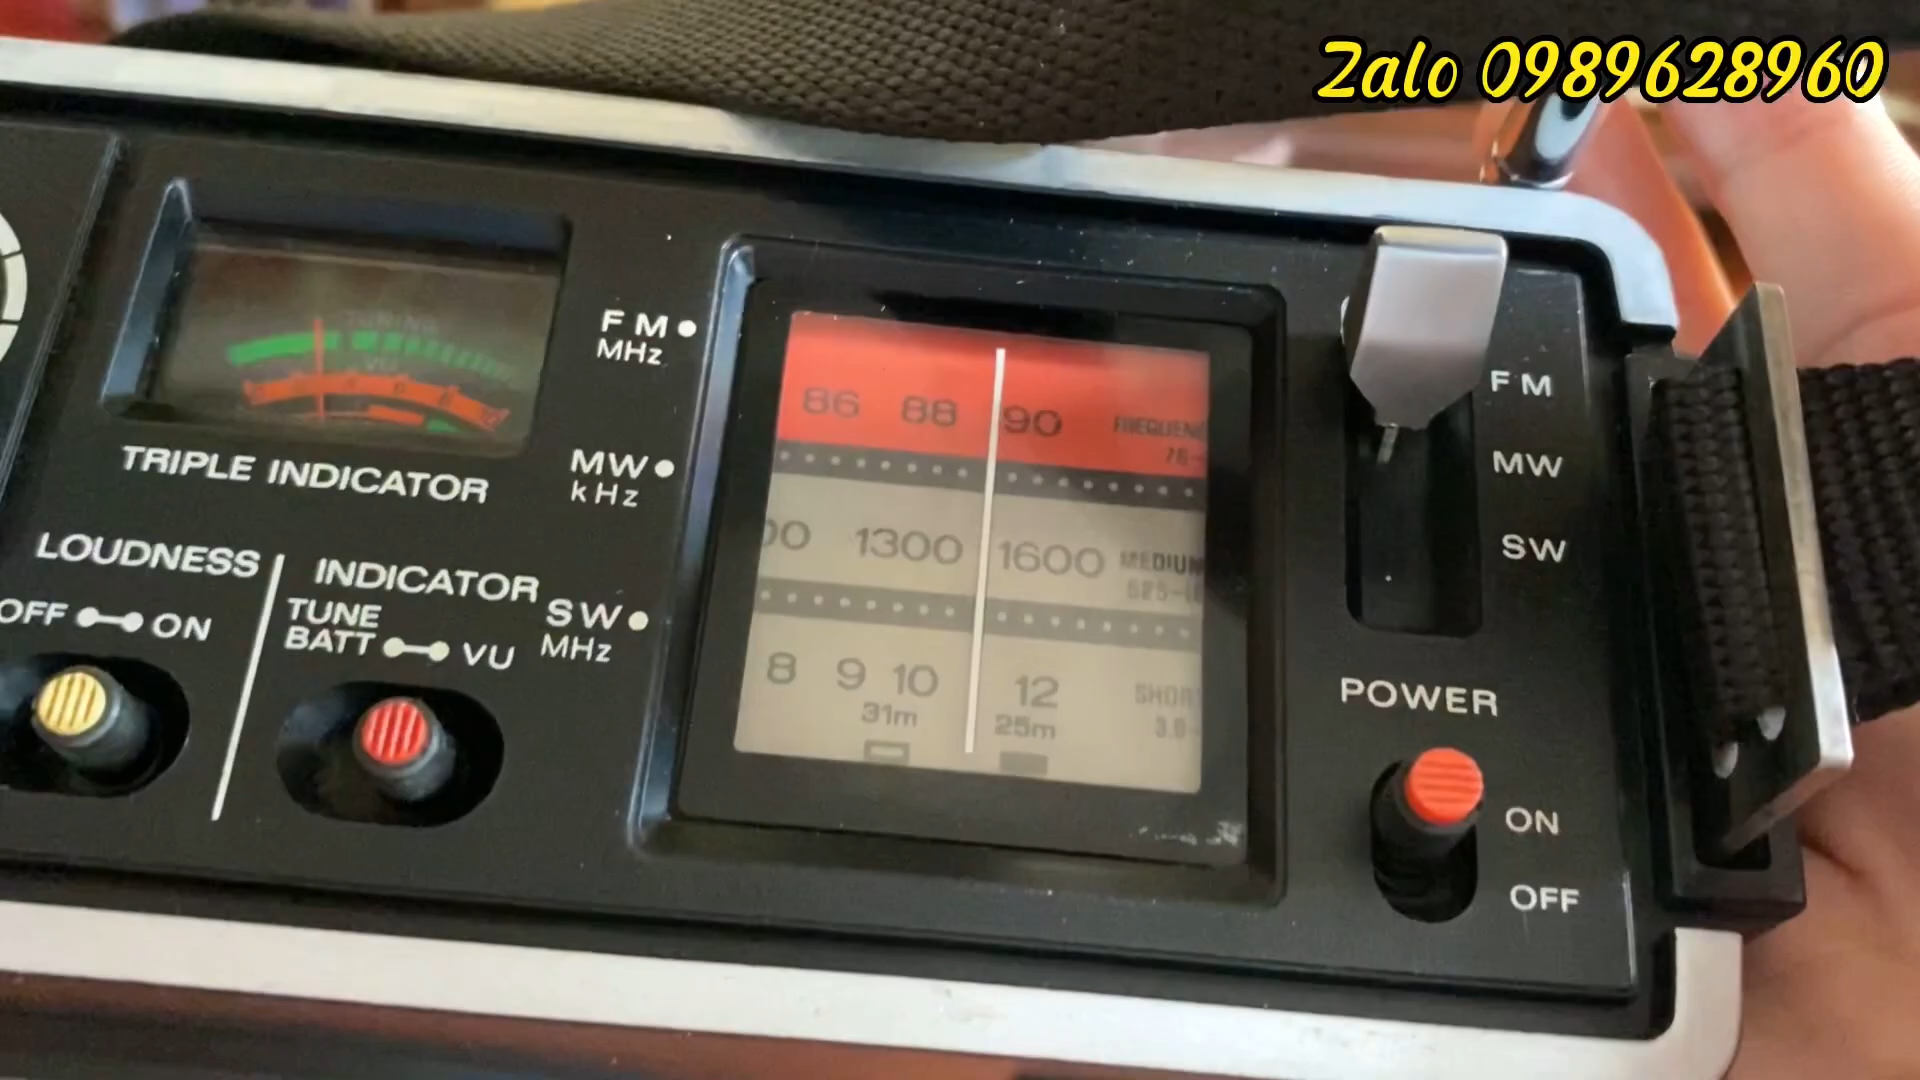 Zalo 0989628960
TRIPLE INDICATOR
LOUDNESS
OFF ON
INDICATOR
TUNE
BATT VU
FM
MHz
MW
kHz
SW
MHz
86 88 90
1300 1600 MEDIUM
8 9 10 12
31m 25m
FM
MW
SW
POWER
ON
OFF